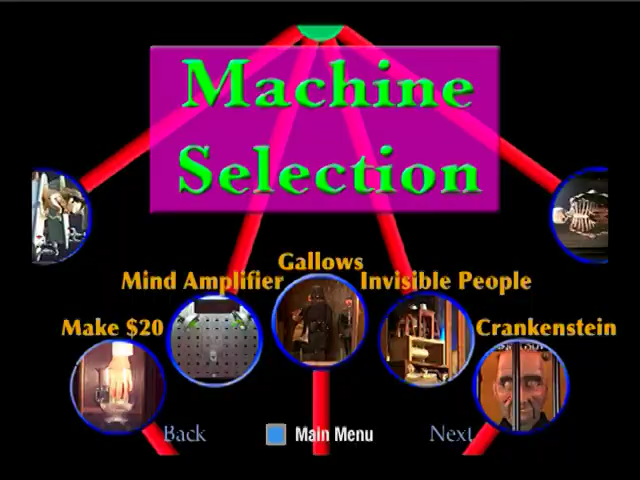 Machine
Selection
Gallows
Mind Amplifier
Invisible People
Make $20
Crankenstein
Back
Main Menu
Next